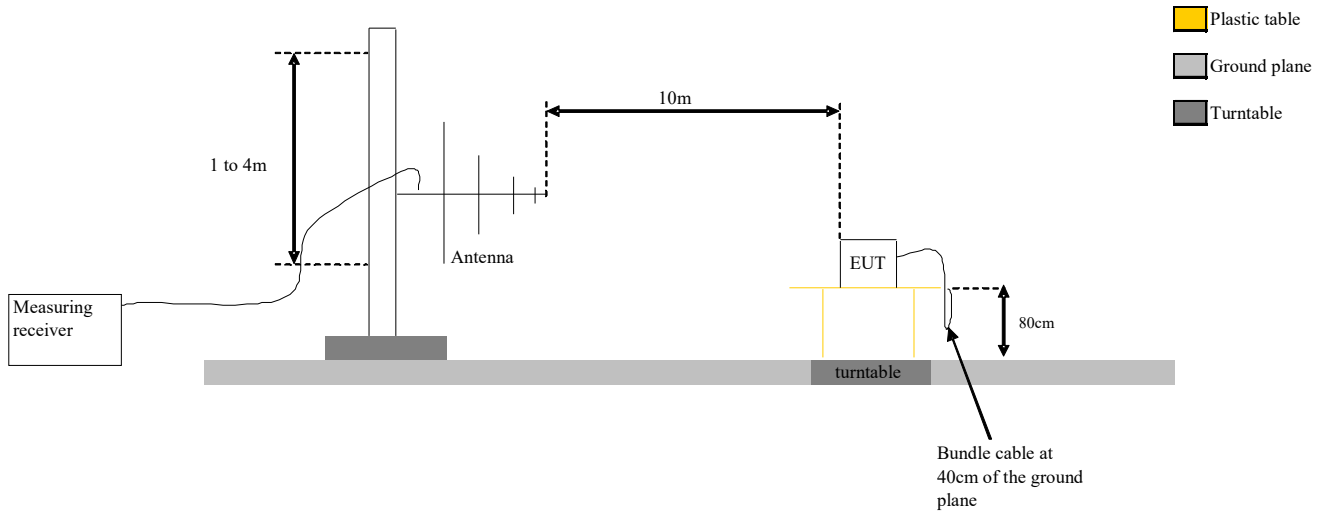 Plastic table
Ground plane
Turntable
10m
1 to 4m
Antenna
EUT
Measuring
receiver
80cm
turntable
Bundle cable at
40cm of the ground
plane